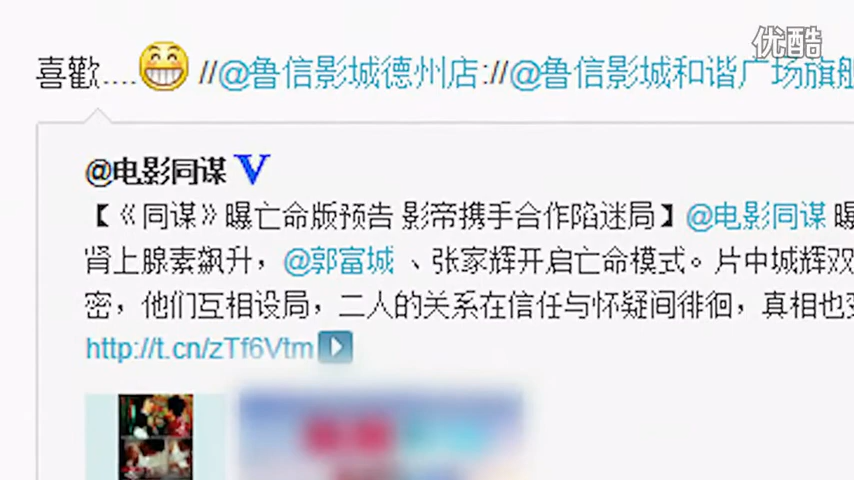 优酷
喜歡.... //@鲁信影城德州店://@鲁信影城和谐广场旗舰
@电影同谋 V
【《同谋》曝亡命版预告 影帝携手合作陷迷局】@电影同谋 曝
肾上腺素飙升，@郭富城 、张家辉开启亡命模式。片中城辉双
密，他们互相设局，二人的关系在信任与怀疑间徘徊，真相也变
http://t.cn/zTf6Vtm